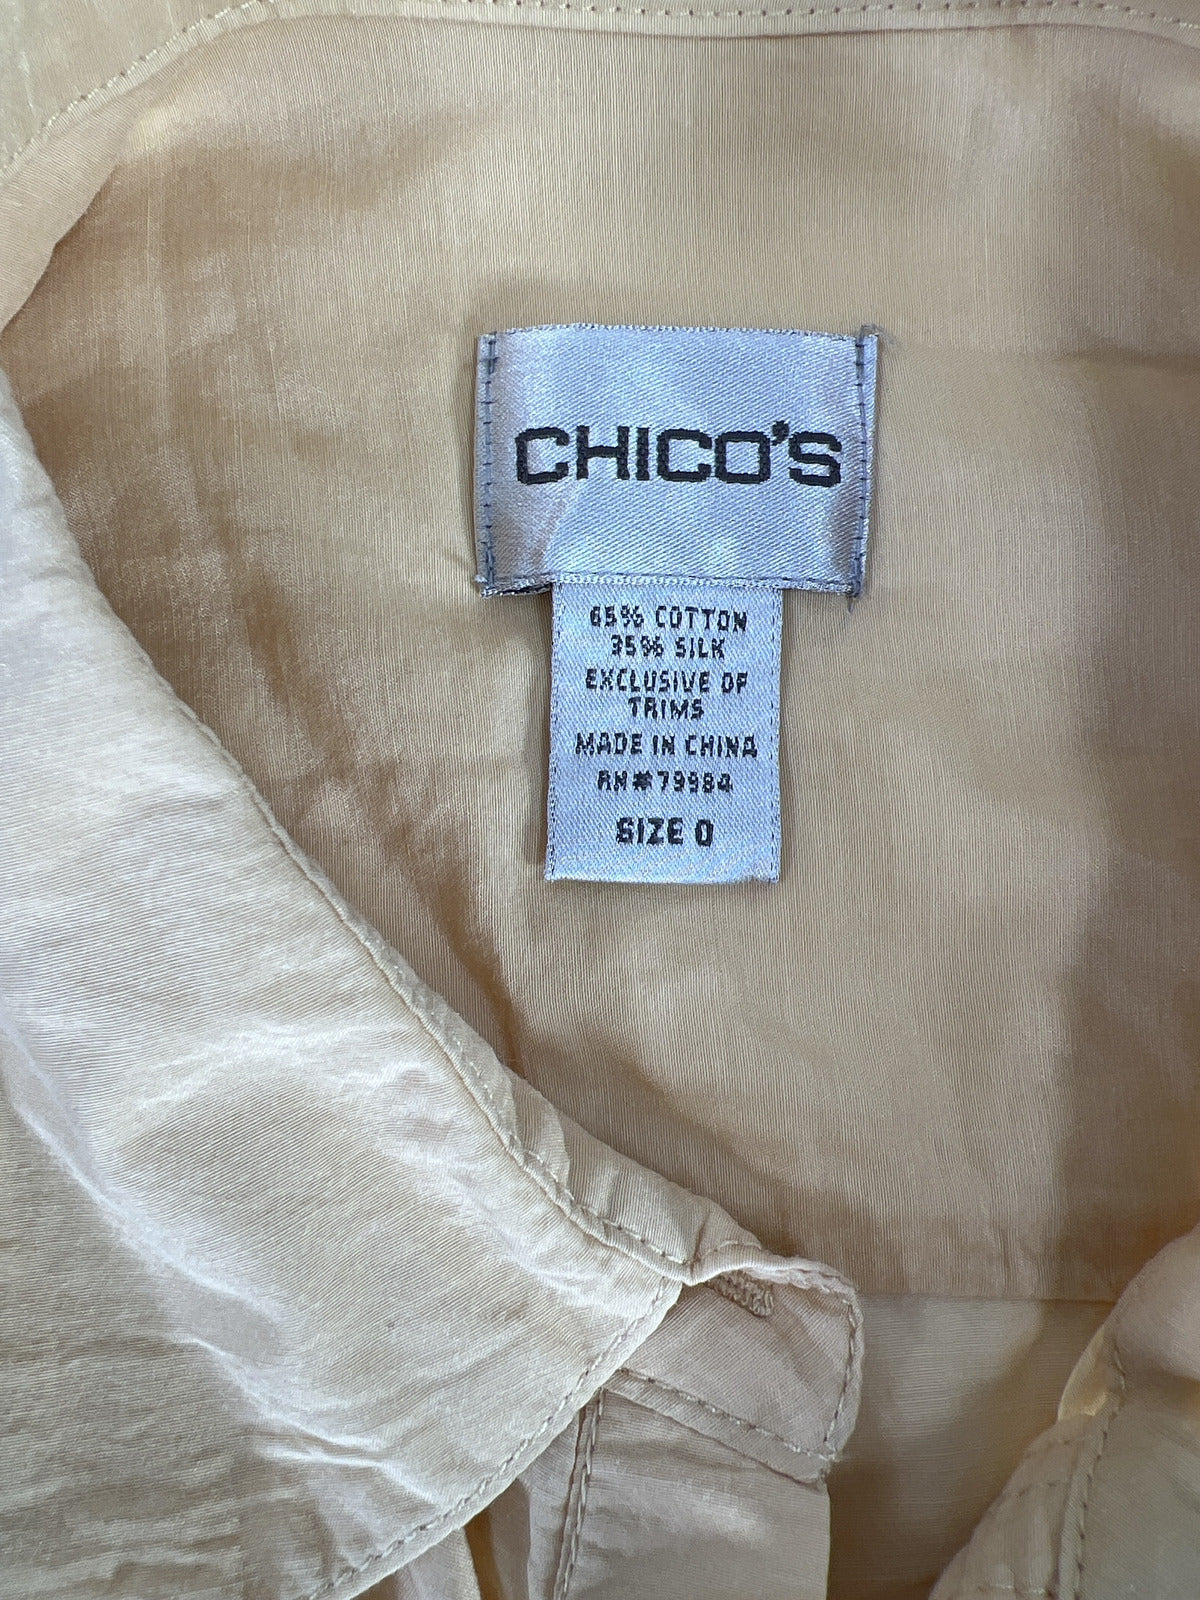 CHICO'S
65% COTTON
35% SILK
EXCLUSIVE OF
TRIMS
MADE IN CHINA
RN#79984
SIZE 0